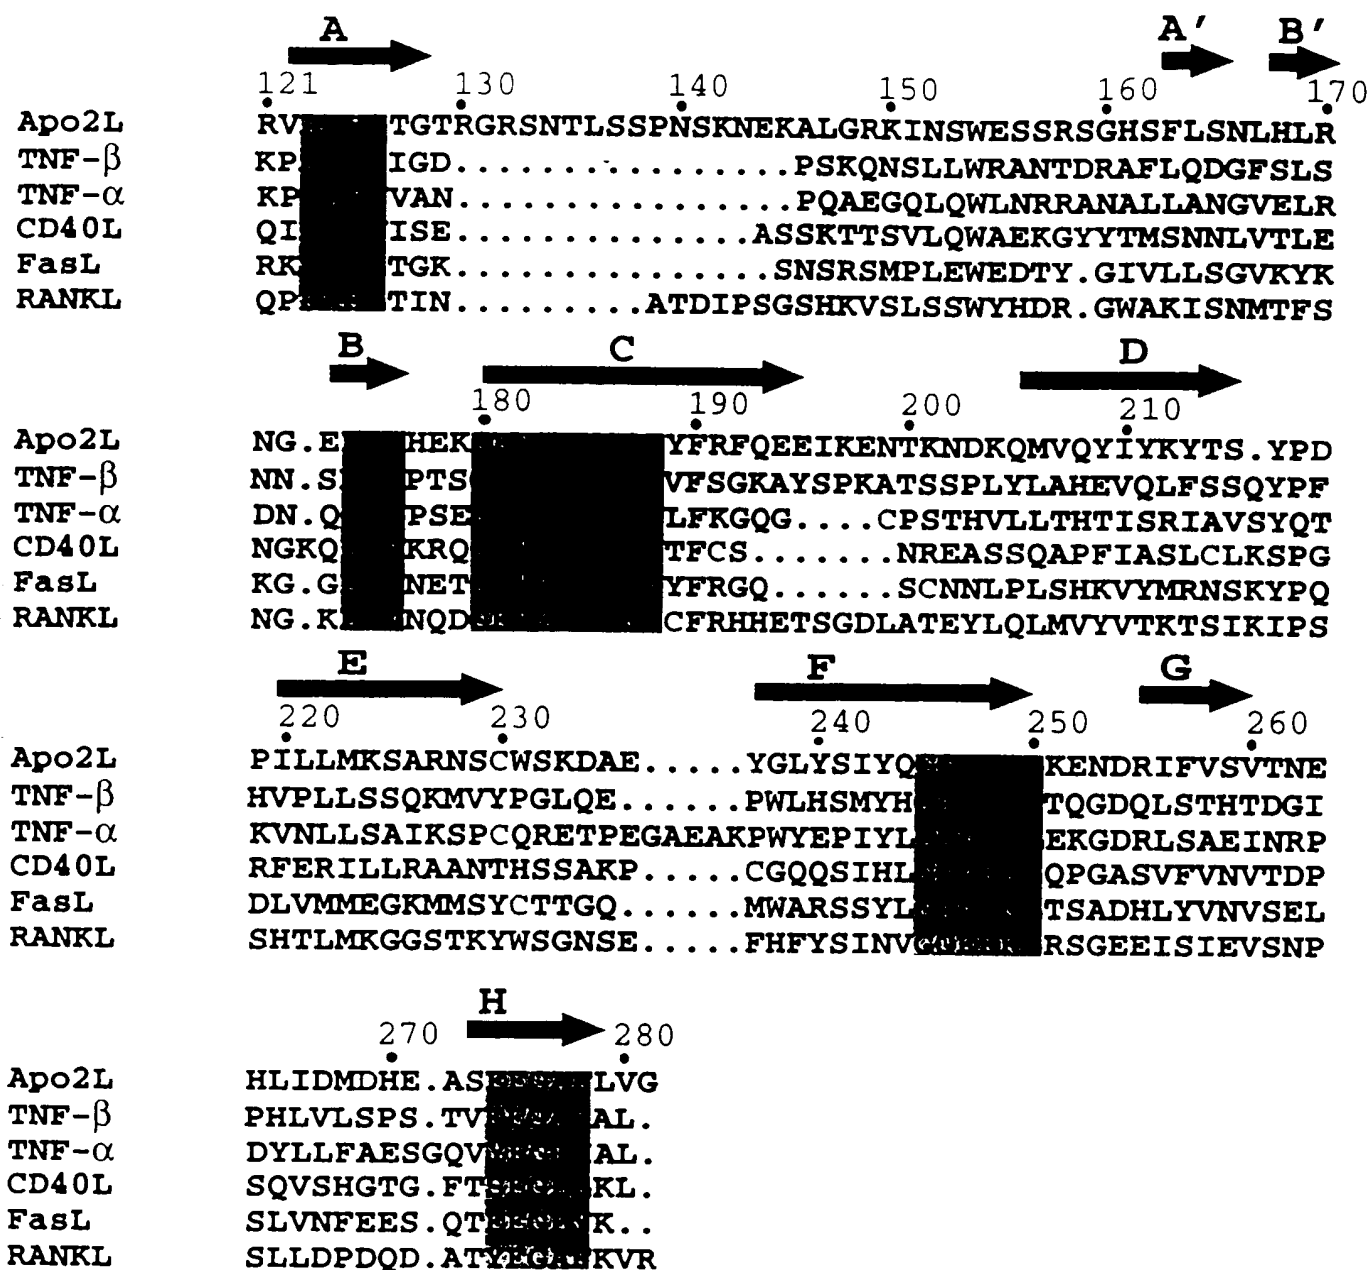 A A′ B′
121 130 140 150 160 170
Apo2L RV TGTRGRSNTLSSPNSKNEKALGRKINSWESSRSGHSFLSNLHLR
TNF-β KP IGD................PSKQNSLLWRANTDRAFLQDGFSLS
TNF-α KP VAN................PQAEGQLQWLNRRANALLANGVELR
CD40L QI ISE..............ASSKTTSVLQWAEKGYYTMSNNLVTLE
FasL RK TGK...............SNSRSMPLEWEDTY.GIVLLSGVKYK
RANKL QP TIN.........ATDIPSGSHKVSLSSWYHDR.GWAKISNMTFS
B C D
180 190 200 210
Apo2L NG.E HEK YFRFQEEIKENTKNDKQMVQYIYKYTS.YPD
TNF-β NN.S PTS VFSGKAYSPKATSSPLYLAHEVQLFSSQYPF
TNF-α DN.Q PSE LFKGQG....CPSTHVLLTHTISRIAVSYQT
CD40L NGKQ KRQ TFCS.......NREASSQAPFIASLCLKSPG
FasL KG.G NET YFRGQ......SCNNLPLSHKVYMRNSKYPQ
RANKL NG.K NQD CFRHHETSGDLATEYLQLMVYVTKTSIKIPS
E F G
220 230 240 250 260
Apo2L PILLMKSARNSCWSKDAE.....YGLYSIYQ KENDRIFVSVTNE
TNF-β HVPLLSSQKMVYPGLQE......PWLHSMYH TQGDQLSTHTDGI
TNF-α KVNLLSAIKSPCQRETPEGAEAKPWYEPIYL EKGDRLSAEINRP
CD40L RFERILLRAANTHSSAKP.....CGQQSIHL QPGASVFVNVTDP
FasL DLVMMEGKMMSYCTTGQ......MWARSSYL TSADHLYVNVSEL
RANKL SHTLMKGGSTKYWSGNSE.....FHFYSINV RSGEEISIEVSNP
H
270 280
Apo2L HLIDMDHE.AS LVG
TNF-β PHLVLSPS.TV AL.
TNF-α DYLLFAESGQV AL.
CD40L SQVSHGTG.FT KL.
FasL SLVNFEES.QT K..
RANKL SLLDPDQD.AT KVR